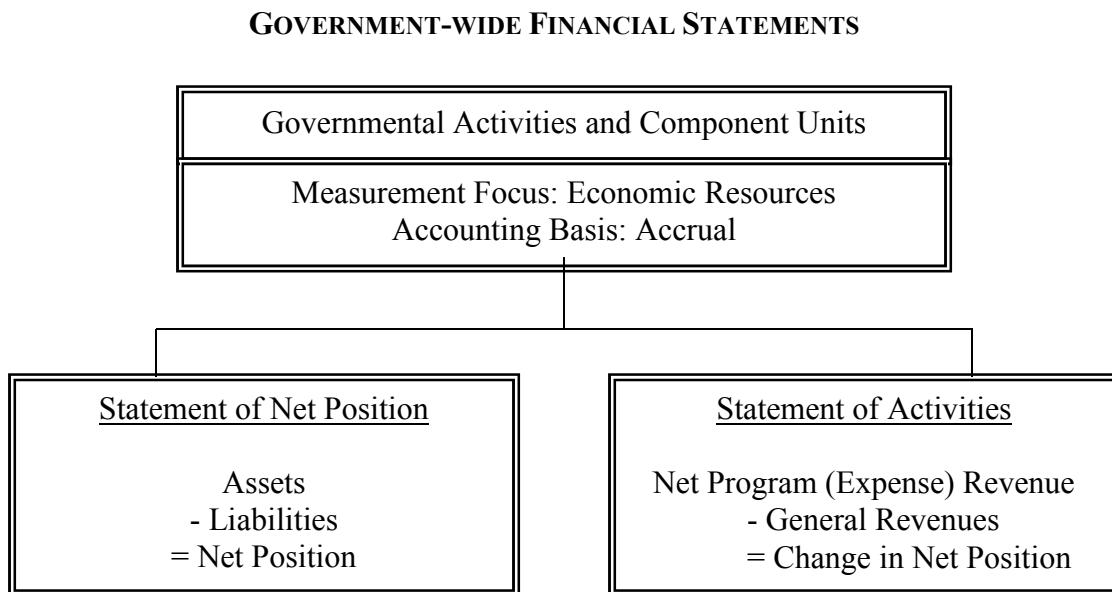 GOVERNMENT-WIDE FINANCIAL STATEMENTS
Governmental Activities and Component Units
Measurement Focus: Economic Resources
Accounting Basis: Accrual
Statement of Net Position
Assets
- Liabilities
= Net Position
Statement of Activities
Net Program (Expense) Revenue
- General Revenues
= Change in Net Position